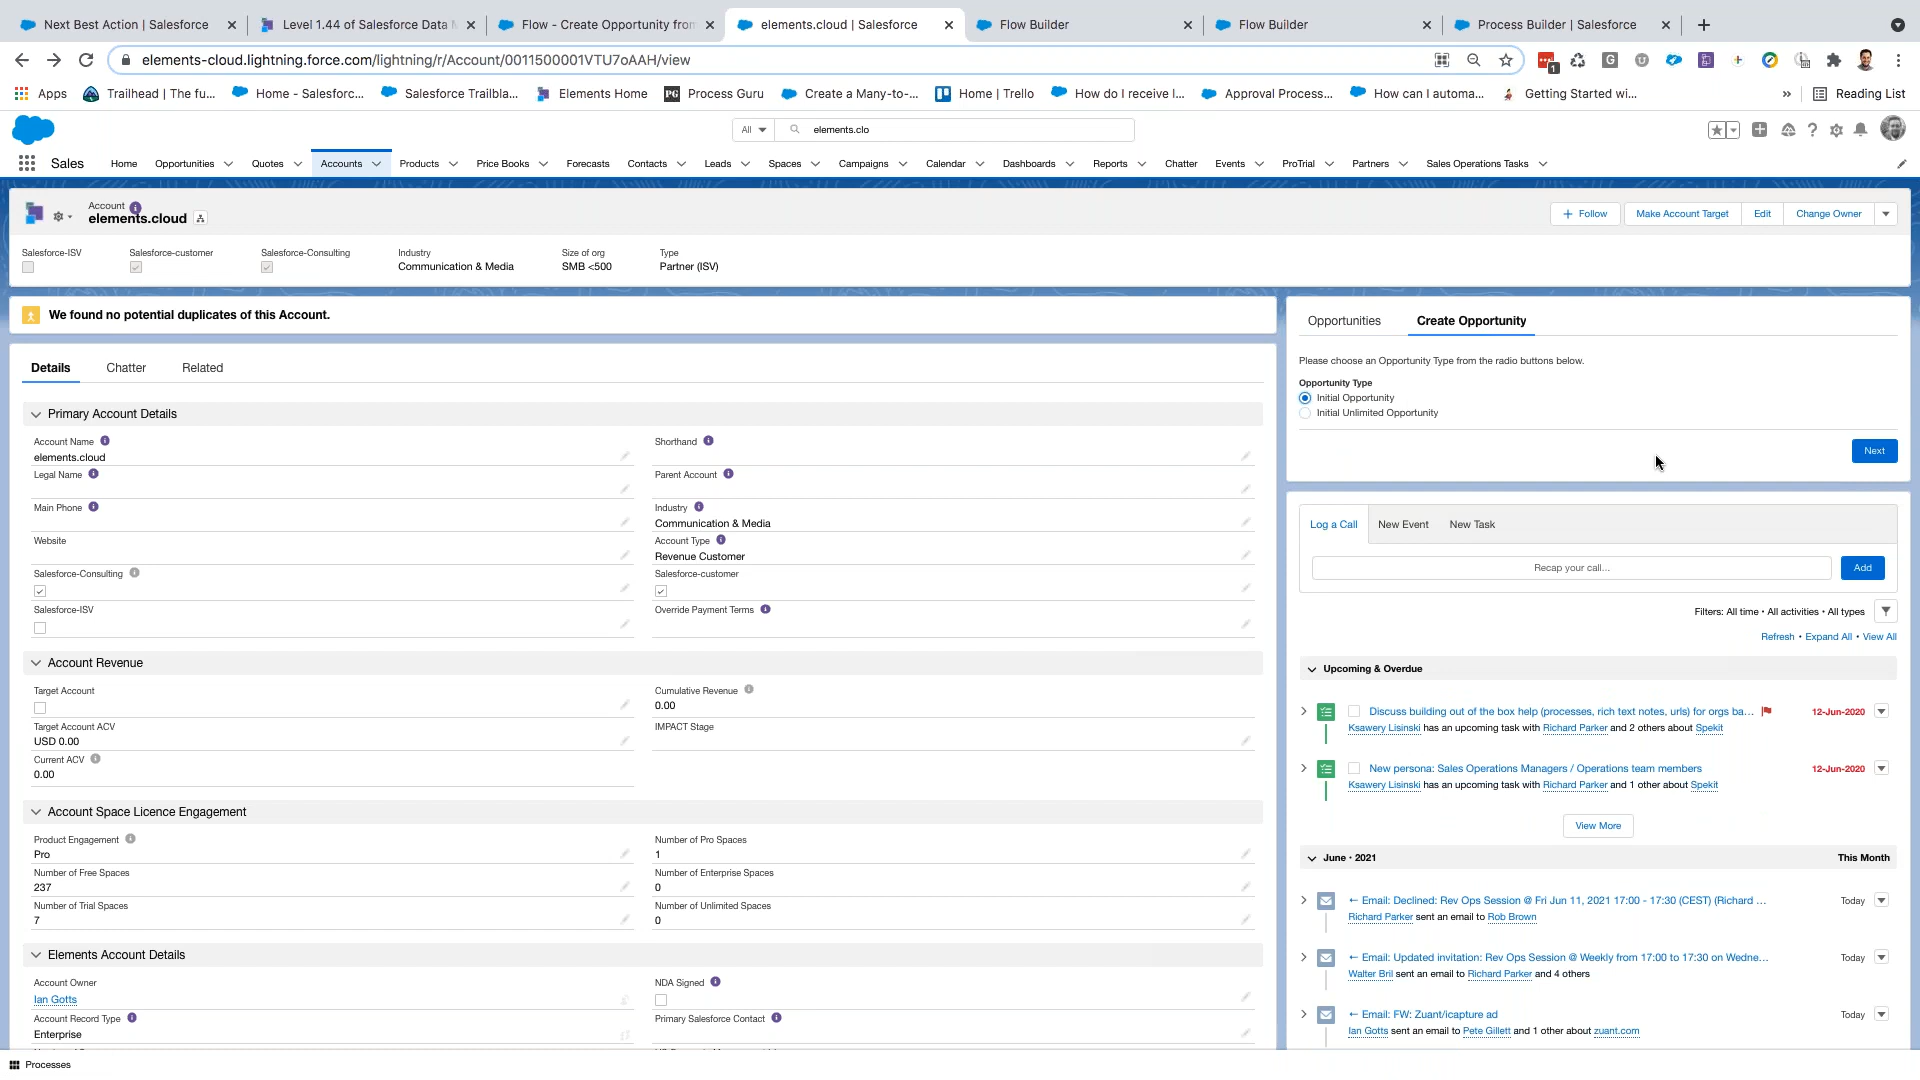 Next Best Action | Salesforce
Level 1.44 of Salesforce Data M
Flow - Create Opportunity from
elements.cloud | Salesforce
Flow Builder
Flow Builder
Process Builder | Salesforce
elements-cloud.lightning.force.com/lightning/r/Account/0011500001VTU7oAAH/view
1
Apps
Trailhead | The fu...
Home - Salesforc...
Salesforce Trailbla...
Elements Home
PG Process Guru
Create a Many-to-...
Home | Trello
How do I receive l...
Approval Process...
How can I automa...
Getting Started wi...
»
Reading List
All
elements.clo
Sales
Home
Opportunities
Quotes
Accounts
Products
Price Books
Forecasts
Contacts
Leads
Spaces
Campaigns
Calendar
Dashboards
Reports
Chatter
Events
ProTrial
Partners
Sales Operations Tasks
Account
elements.cloud
+ Follow
Make Account Target
Edit
Change Owner
Salesforce-ISV
Salesforce-customer
Salesforce-Consulting
Industry
Communication & Media
Size of org
SMB <500
Type
Partner (ISV)
We found no potential duplicates of this Account.
Details
Chatter
Related
Primary Account Details
Account Name
elements.cloud
Shorthand
Legal Name
Parent Account
Main Phone
Industry
Communication & Media
Website
Account Type
Revenue Customer
Salesforce-Consulting
Salesforce-customer
Salesforce-ISV
Override Payment Terms
Account Revenue
Target Account
Cumulative Revenue
0.00
Target Account ACV
USD 0.00
IMPACT Stage
Current ACV
0.00
Account Space Licence Engagement
Product Engagement
Pro
Number of Pro Spaces
1
Number of Free Spaces
237
Number of Enterprise Spaces
0
Number of Trial Spaces
7
Number of Unlimited Spaces
0
Elements Account Details
Account Owner
Ian Gotts
NDA Signed
Account Record Type
Enterprise
Primary Salesforce Contact
Opportunities
Create Opportunity
Please choose an Opportunity Type from the radio buttons below.
Opportunity Type
Initial Opportunity
Initial Unlimited Opportunity
Next
Log a Call
New Event
New Task
Recap your call...
Add
Filters: All time • All activities • All types
Refresh • Expand All • View All
Upcoming & Overdue
Discuss building out of the box help (processes, rich text notes, urls) for orgs ba...
12-Jun-2020
Ksawery Lisinski has an upcoming task with Richard Parker and 2 others about Spekit
New persona: Sales Operations Managers / Operations team members
12-Jun-2020
Ksawery Lisinski has an upcoming task with Richard Parker and 1 other about Spekit
View More
June • 2021
This Month
← Email: Declined: Rev Ops Session @ Fri Jun 11, 2021 17:00 - 17:30 (CEST) (Richard ...
Today
Richard Parker sent an email to Rob Brown
← Email: Updated invitation: Rev Ops Session @ Weekly from 17:00 to 17:30 on Wedne...
Today
Walter Bril sent an email to Richard Parker and 4 others
← Email: FW: Zuant/icapture ad
Today
Ian Gotts sent an email to Pete Gillett and 1 other about zuant.com
Processes